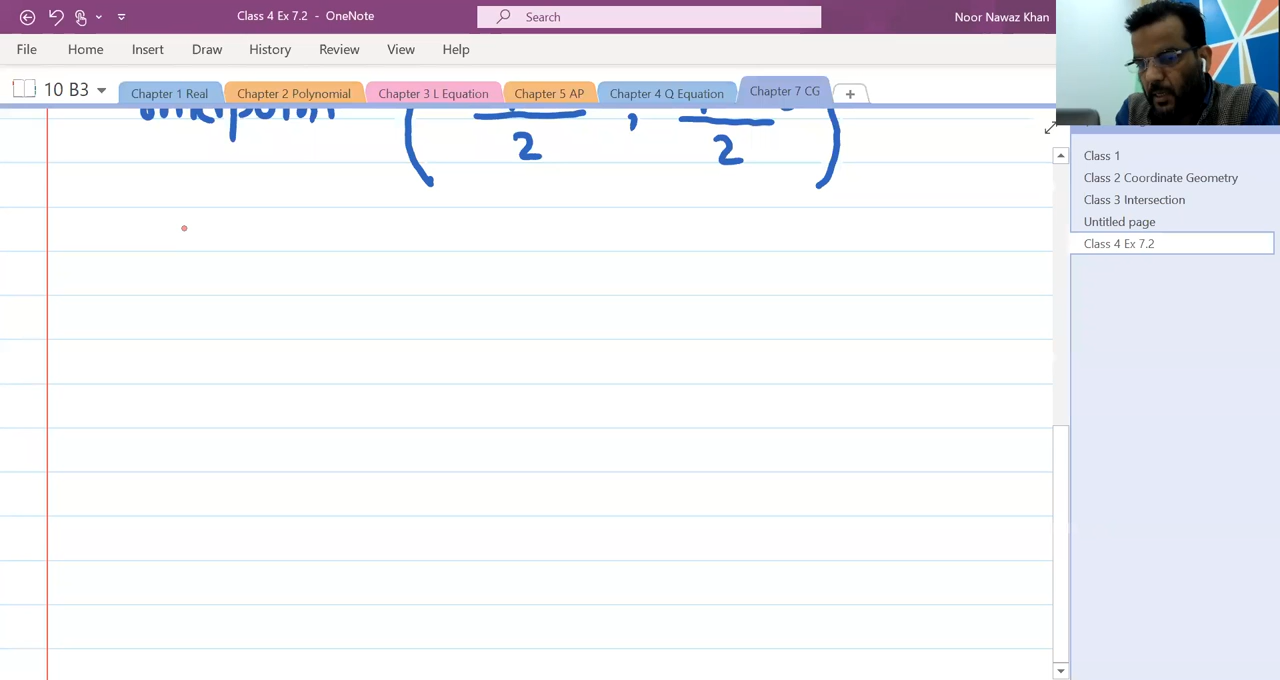 Class 4 Ex 7.2 - OneNote
Search
Noor Nawaz Khan
File Home Insert Draw History Review View Help
10 B3
Chapter 1 Real
Chapter 2 Polynomial
Chapter 3 L Equation
Chapter 5 AP
Chapter 4 Q Equation
Chapter 7 CG
,
2
2
Class 1
Class 2 Coordinate Geometry
Class 3 Intersection
Untitled page
Class 4 Ex 7.2